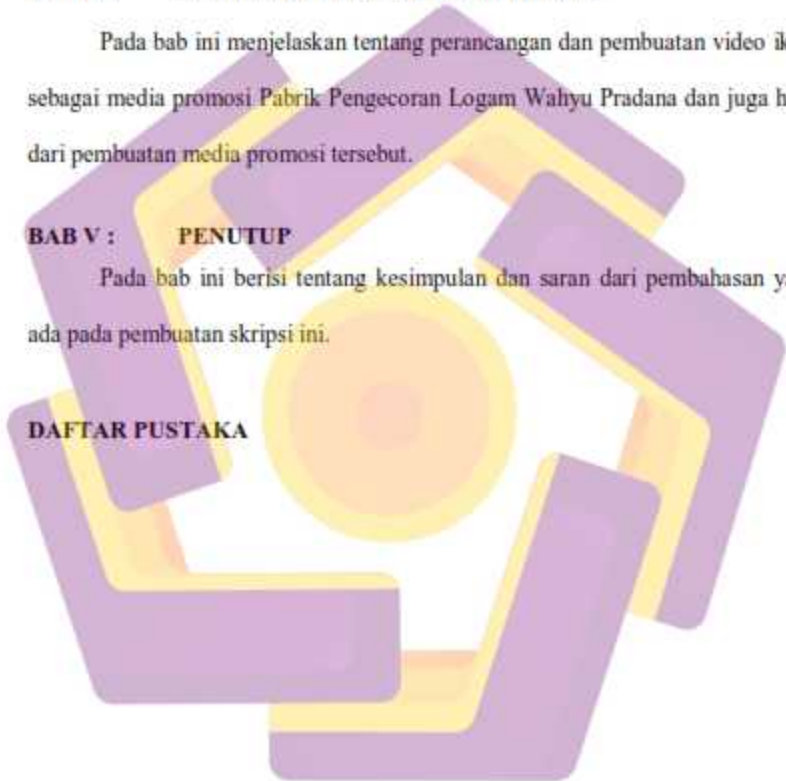 Pada bab ini menjelaskan tentang perancangan dan pembuatan video
sebagai media promosi Pabrik Pengecoran Logam Wahyu Pradana dan juga
dari pembuatan media promosi tersebut.
BAB V : PENUTUP
Pada bab ini berisi tentang kesimpulan dan saran dari pembahasan
ada pada pembuatan skripsi ini.
DAFTAR PUSTAKA